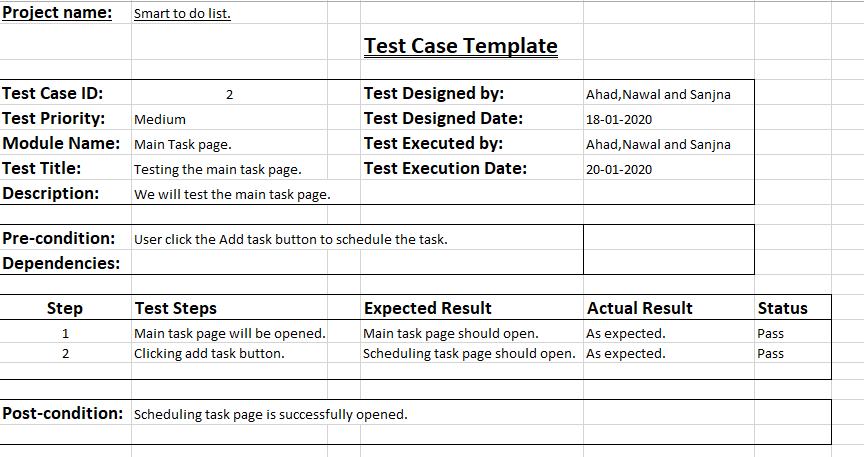 Project name: Smart to do list.
Test Case Template
Test Case ID: 2 Test Designed by: Ahad,Nawal and Sanjna
Test Priority: Medium Test Designed Date: 18-01-2020
Module Name: Main Task page. Test Executed by: Ahad,Nawal and Sanjna
Test Title: Testing the main task page. Test Execution Date: 20-01-2020
Description: We will test the main task page.
Pre-condition: User click the Add task button to schedule the task.
Dependencies:
Step Test Steps Expected Result Actual Result Status
1 Main task page will be opened. Main task page should open. As expected. Pass
2 Clicking add task button. Scheduling task page should open. As expected. Pass
Post-condition: Scheduling task page is successfully opened.